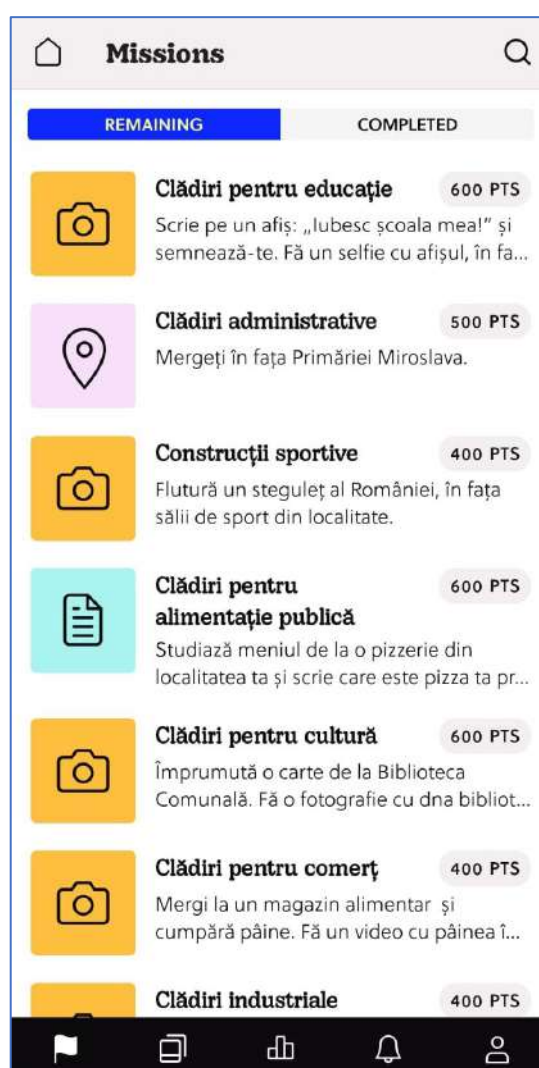 Missions
REMAINING COMPLETED
Clădiri pentru educație 600 PTS
Scrie pe un afiș: „Iubesc școala mea!” și
semnează-te. Fă un selfie cu afișul, în fa...
Clădiri administrative 500 PTS
Mergeți în fața Primăriei Miroslava.
Construcții sportive 400 PTS
Flutură un steguleț al României, în fața
sălii de sport din localitate.
Clădiri pentru 600 PTS
alimentație publică
Studiază meniul de la o pizzerie din
localitatea ta și scrie care este pizza ta pr...
Clădiri pentru cultură 600 PTS
Împrumută o carte de la Biblioteca
Comunală. Fă o fotografie cu dna bibliot...
Clădiri pentru comerț 400 PTS
Mergi la un magazin alimentar și
cumpără pâine. Fă un video cu pâinea î...
Clădiri industriale 400 PTS